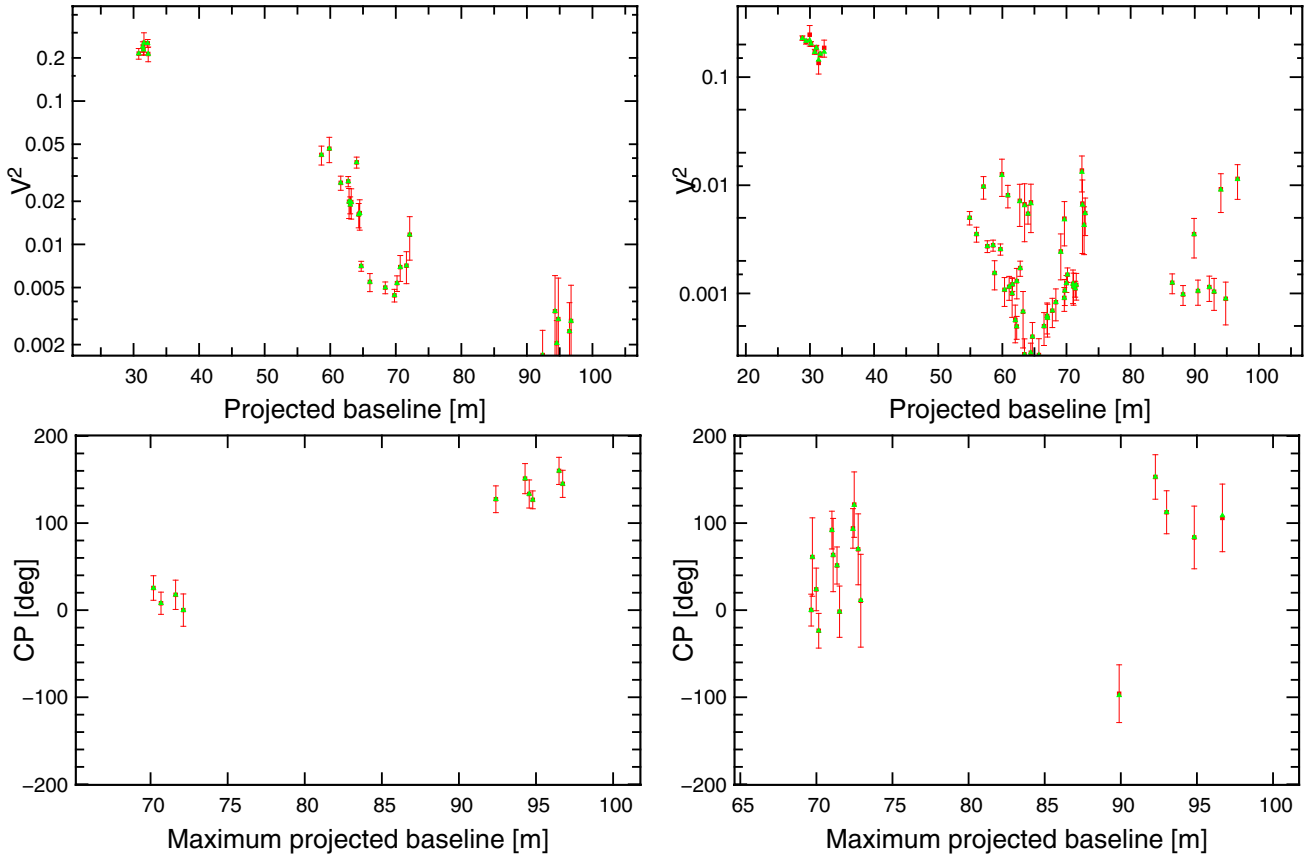 0.2
0.1
0.05
V²
0.02
0.01
0.005
0.002
30 40 50 60 70 80 90 100
Projected baseline [m]
0.1
V²
0.01
0.001
20 30 40 50 60 70 80 90 100
Projected baseline [m]
200
100
CP [deg]
0
−100
−200
70 75 80 85 90 95 100
Maximum projected baseline [m]
200
100
CP [deg]
0
−100
−200
65 70 75 80 85 90 95 100
Maximum projected baseline [m]